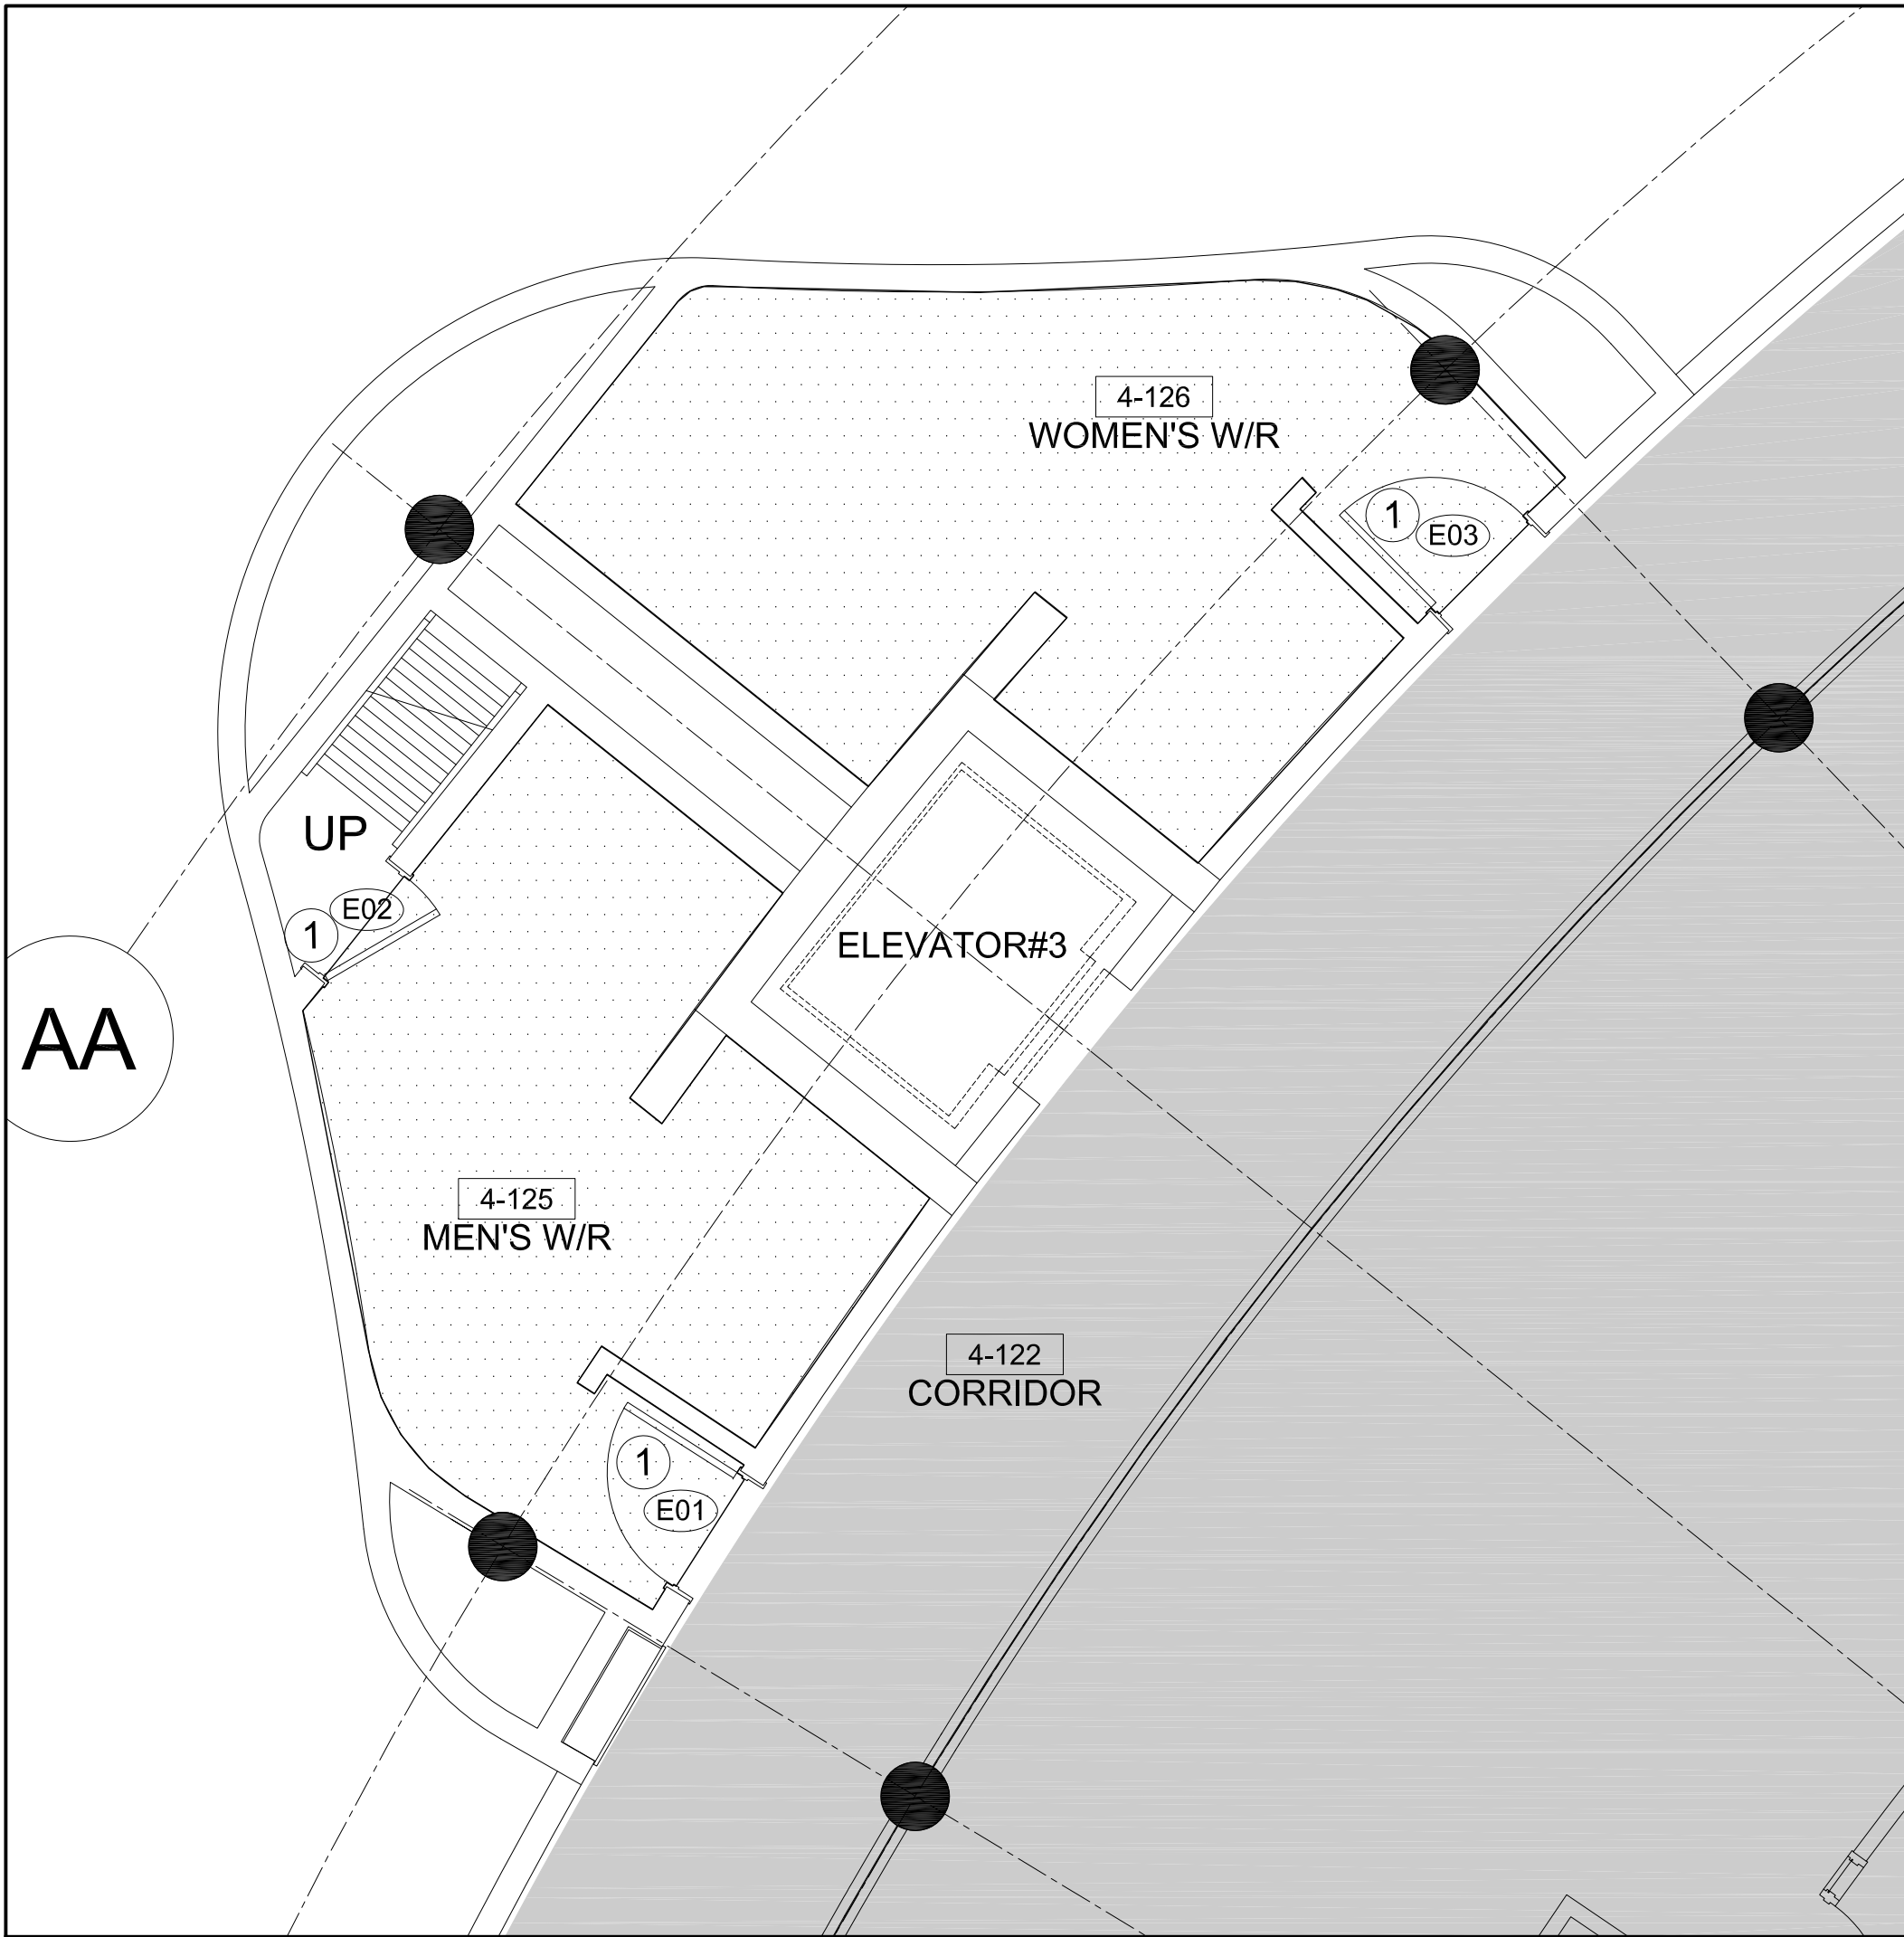 4-126
WOMEN'S W/R
1
E03
UP
E02
1
ELEVATOR#3
AA
4-125
MEN'S W/R
4-122
CORRIDOR
1
E01